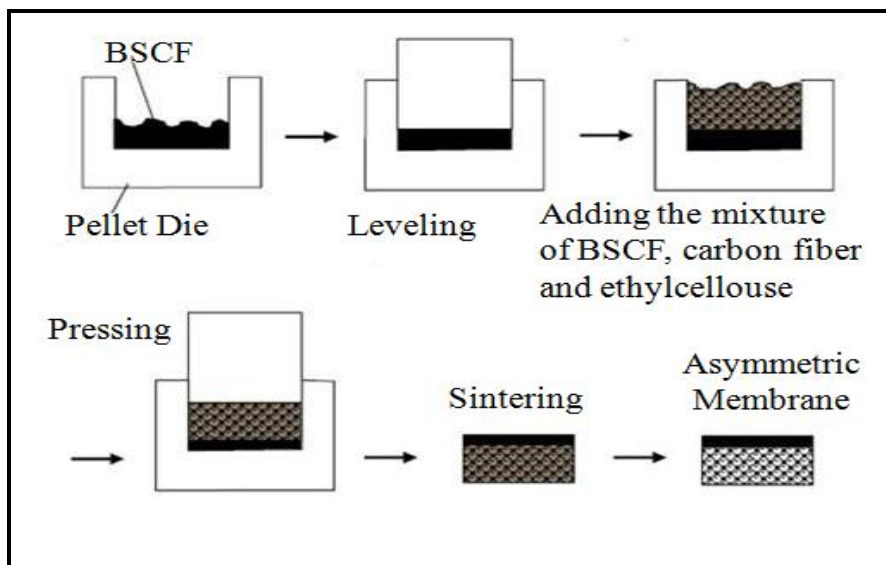 BSCF
Pellet Die
Leveling
Adding the mixture
of BSCF, carbon fiber
and ethylcellouse
Pressing
Sintering
Asymmetric
Membrane